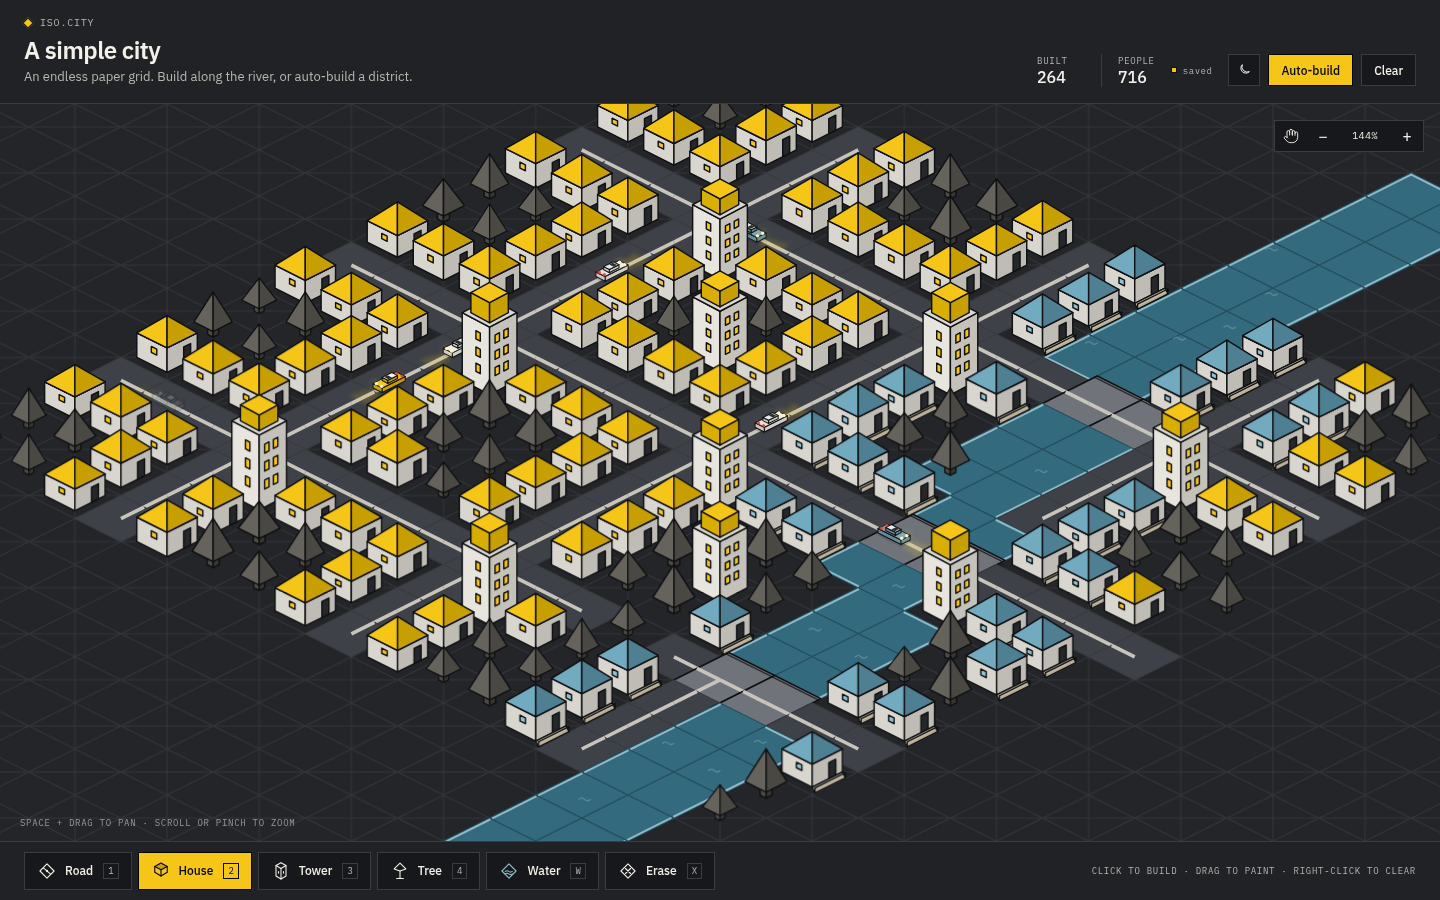 ISO.CITY
A simple city
An endless paper grid. Build along the river, or auto-build a district.
BUILT
264
PEOPLE
716
saved
Auto-build
Clear
144%
SPACE + DRAG TO PAN · SCROLL OR PINCH TO ZOOM
Road 1
House 2
Tower 3
Tree 4
Water W
Erase X
CLICK TO BUILD · DRAG TO PAINT · RIGHT-CLICK TO CLEAR